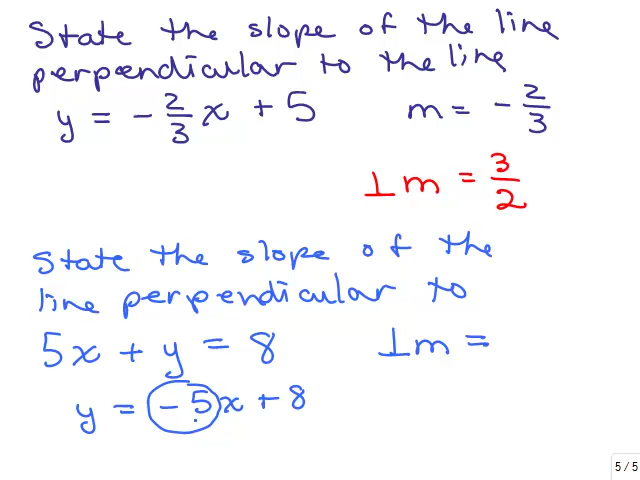 State the slope of the line
perpendicular to the line
y = - 2/3 x + 5 m = - 2/3
⊥ m = 3/2
State the slope of the
line perpendicular to
5x + y = 8 ⊥ m =
y = - 5x + 8
5 / 5